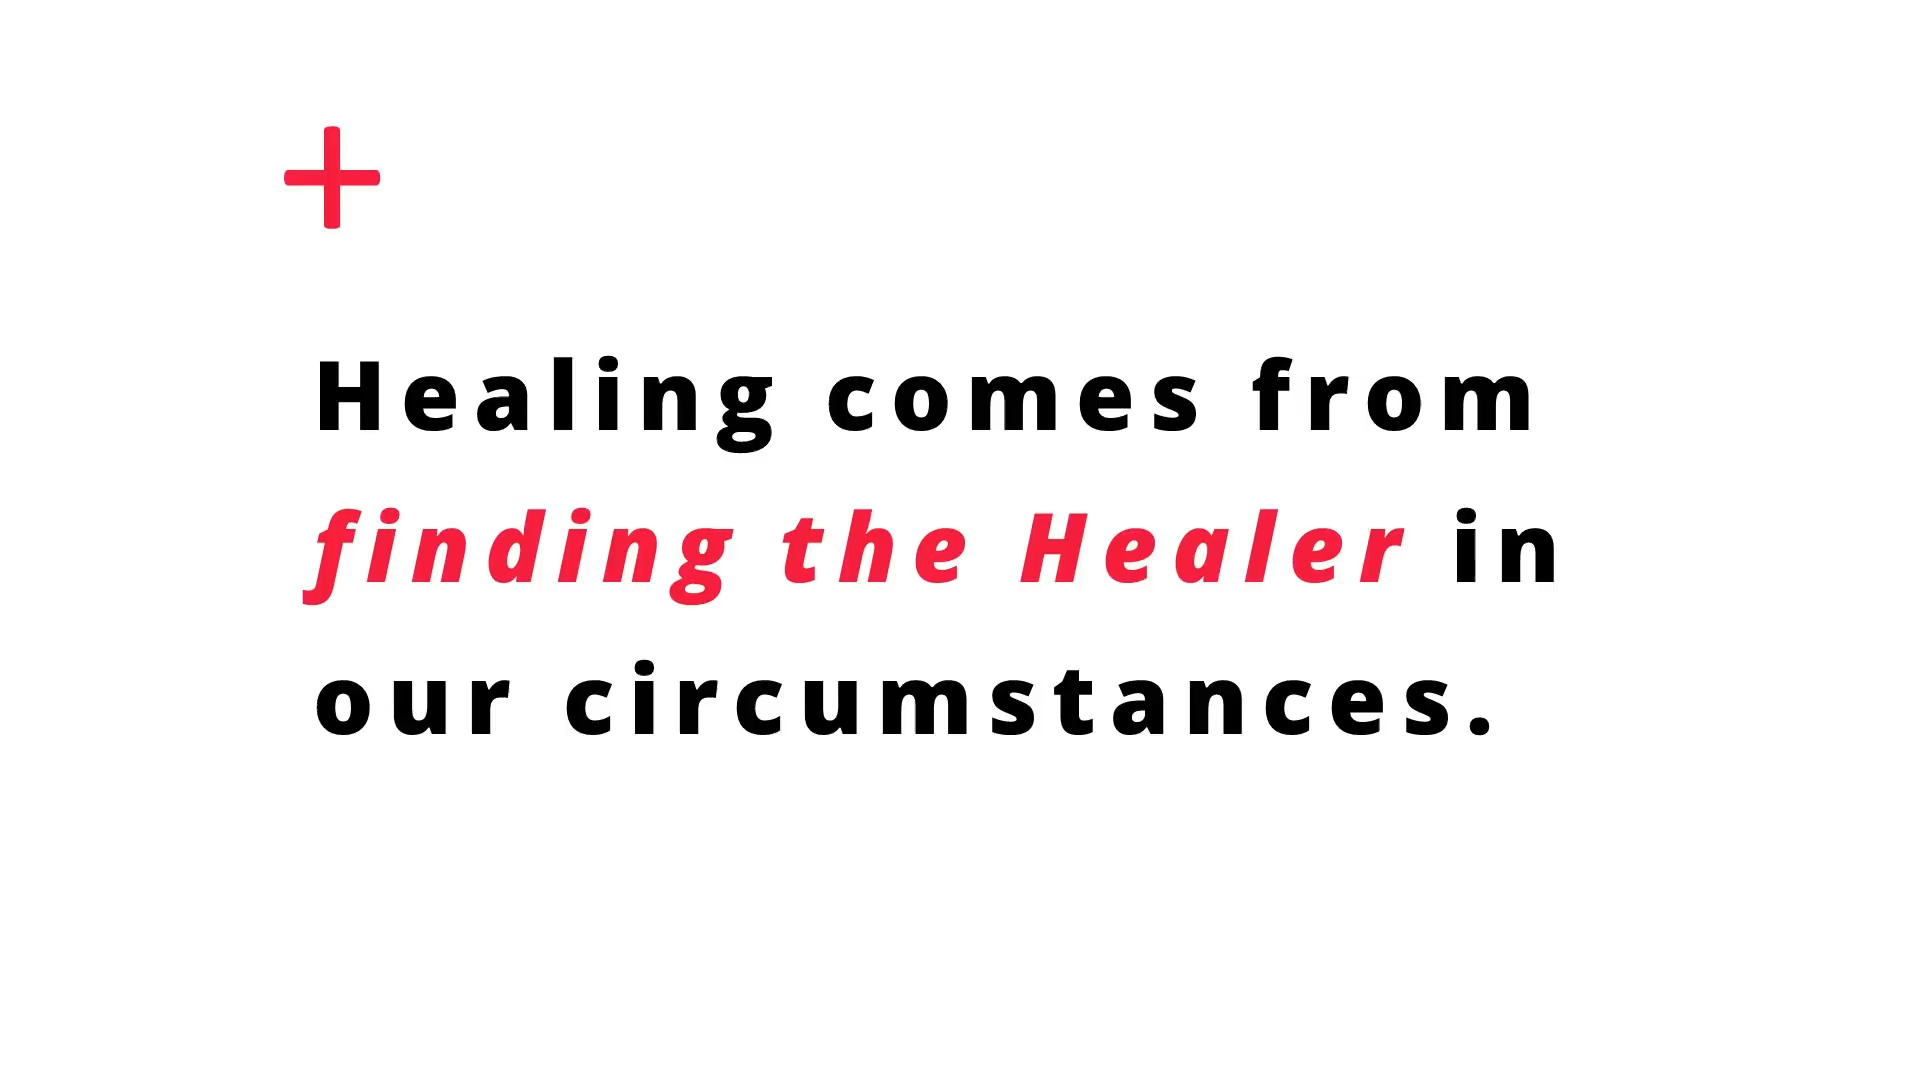 Healing comes from
finding the Healer in
our circumstances.